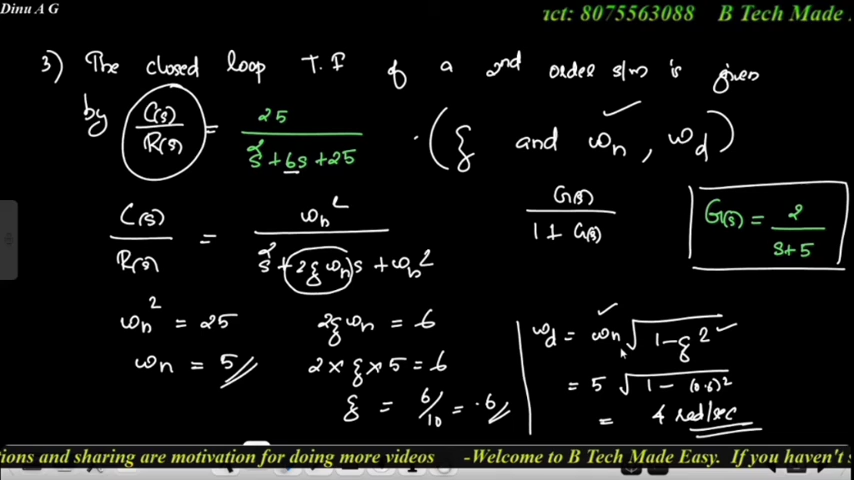 Dinu A G
ct: 8075563088 B Tech Made
3) The closed loop T.F of a 2nd order s/m is given
by C(s)/R(s) = 25/(s²+6s+25) . (ξ and ωn, ωd)
C(s)/R(s) = ωn²/(s²+2ξωns+ωn²)
G(s)/(1±G(s))
G(s) = 2/(s+5)
ωn² = 25
ωn = 5//
2ξωn = 6
2×ξ×5 = 6
ξ = 6/10 = .6//
ωd = ωn√(1-ξ²)
= 5√(1-(0.6)²)
= 4 rad/sec
tions and sharing are motivation for doing more videos -Welcome to B Tech Made Easy. If you haven't s